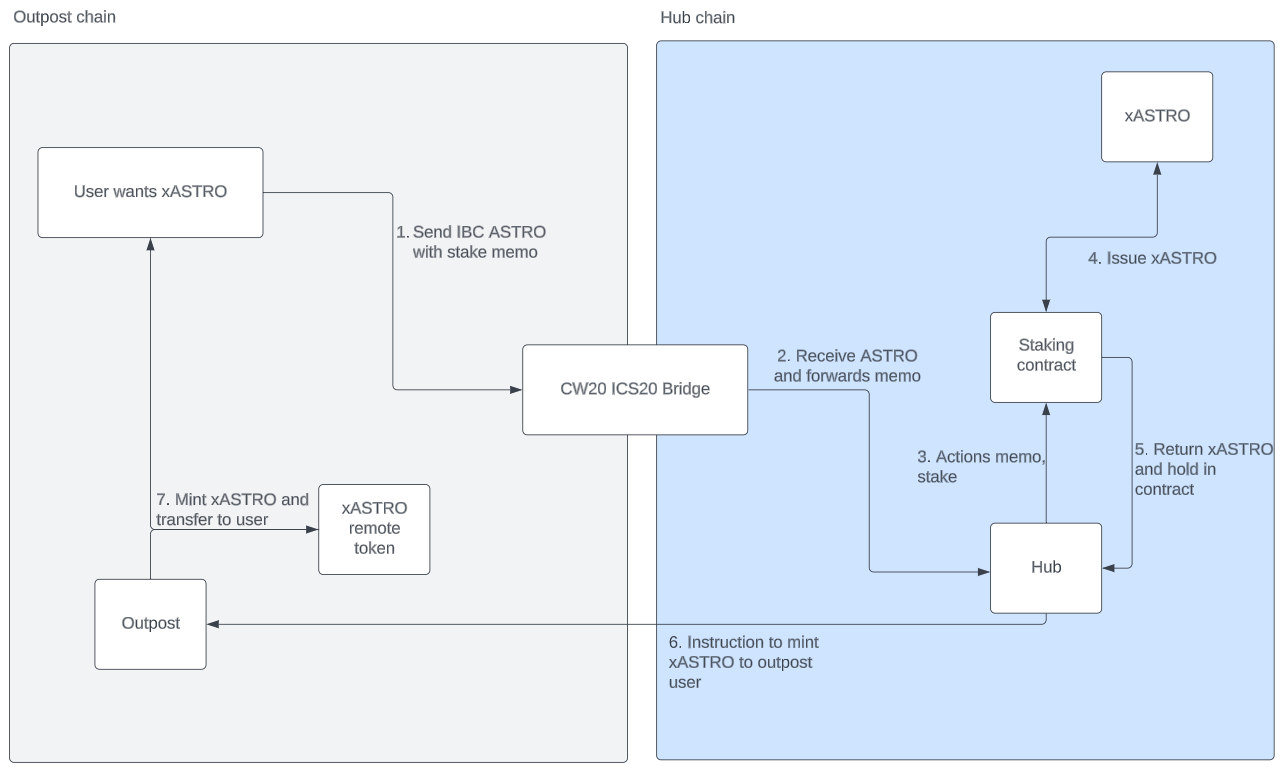 Outpost chain
Hub chain
xASTRO
User wants xASTRO
1. Send IBC ASTRO
with stake memo
4. Issue xASTRO
Staking
contract
2. Receive ASTRO
and forwards memo
CW20 ICS20 Bridge
3. Actions memo,
stake
5. Return xASTRO
and hold in
contract
7. Mint xASTRO and
transfer to user
xASTRO
remote
token
Hub
Outpost
6. Instruction to mint
xASTRO to outpost
user